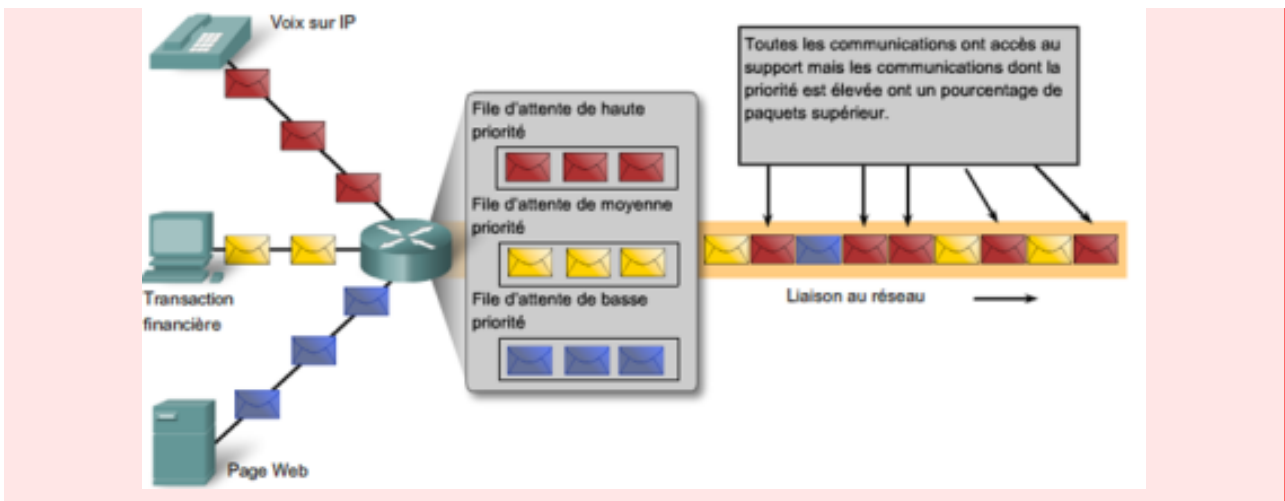 Voix sur IP
Toutes les communications ont accès au
support mais les communications dont la
priorité est élevée ont un pourcentage de
paquets supérieur.
File d'attente de haute
priorité
File d'attente de moyenne
priorité
File d'attente de basse
priorité
Transaction
financière
Liaison au réseau
Page Web